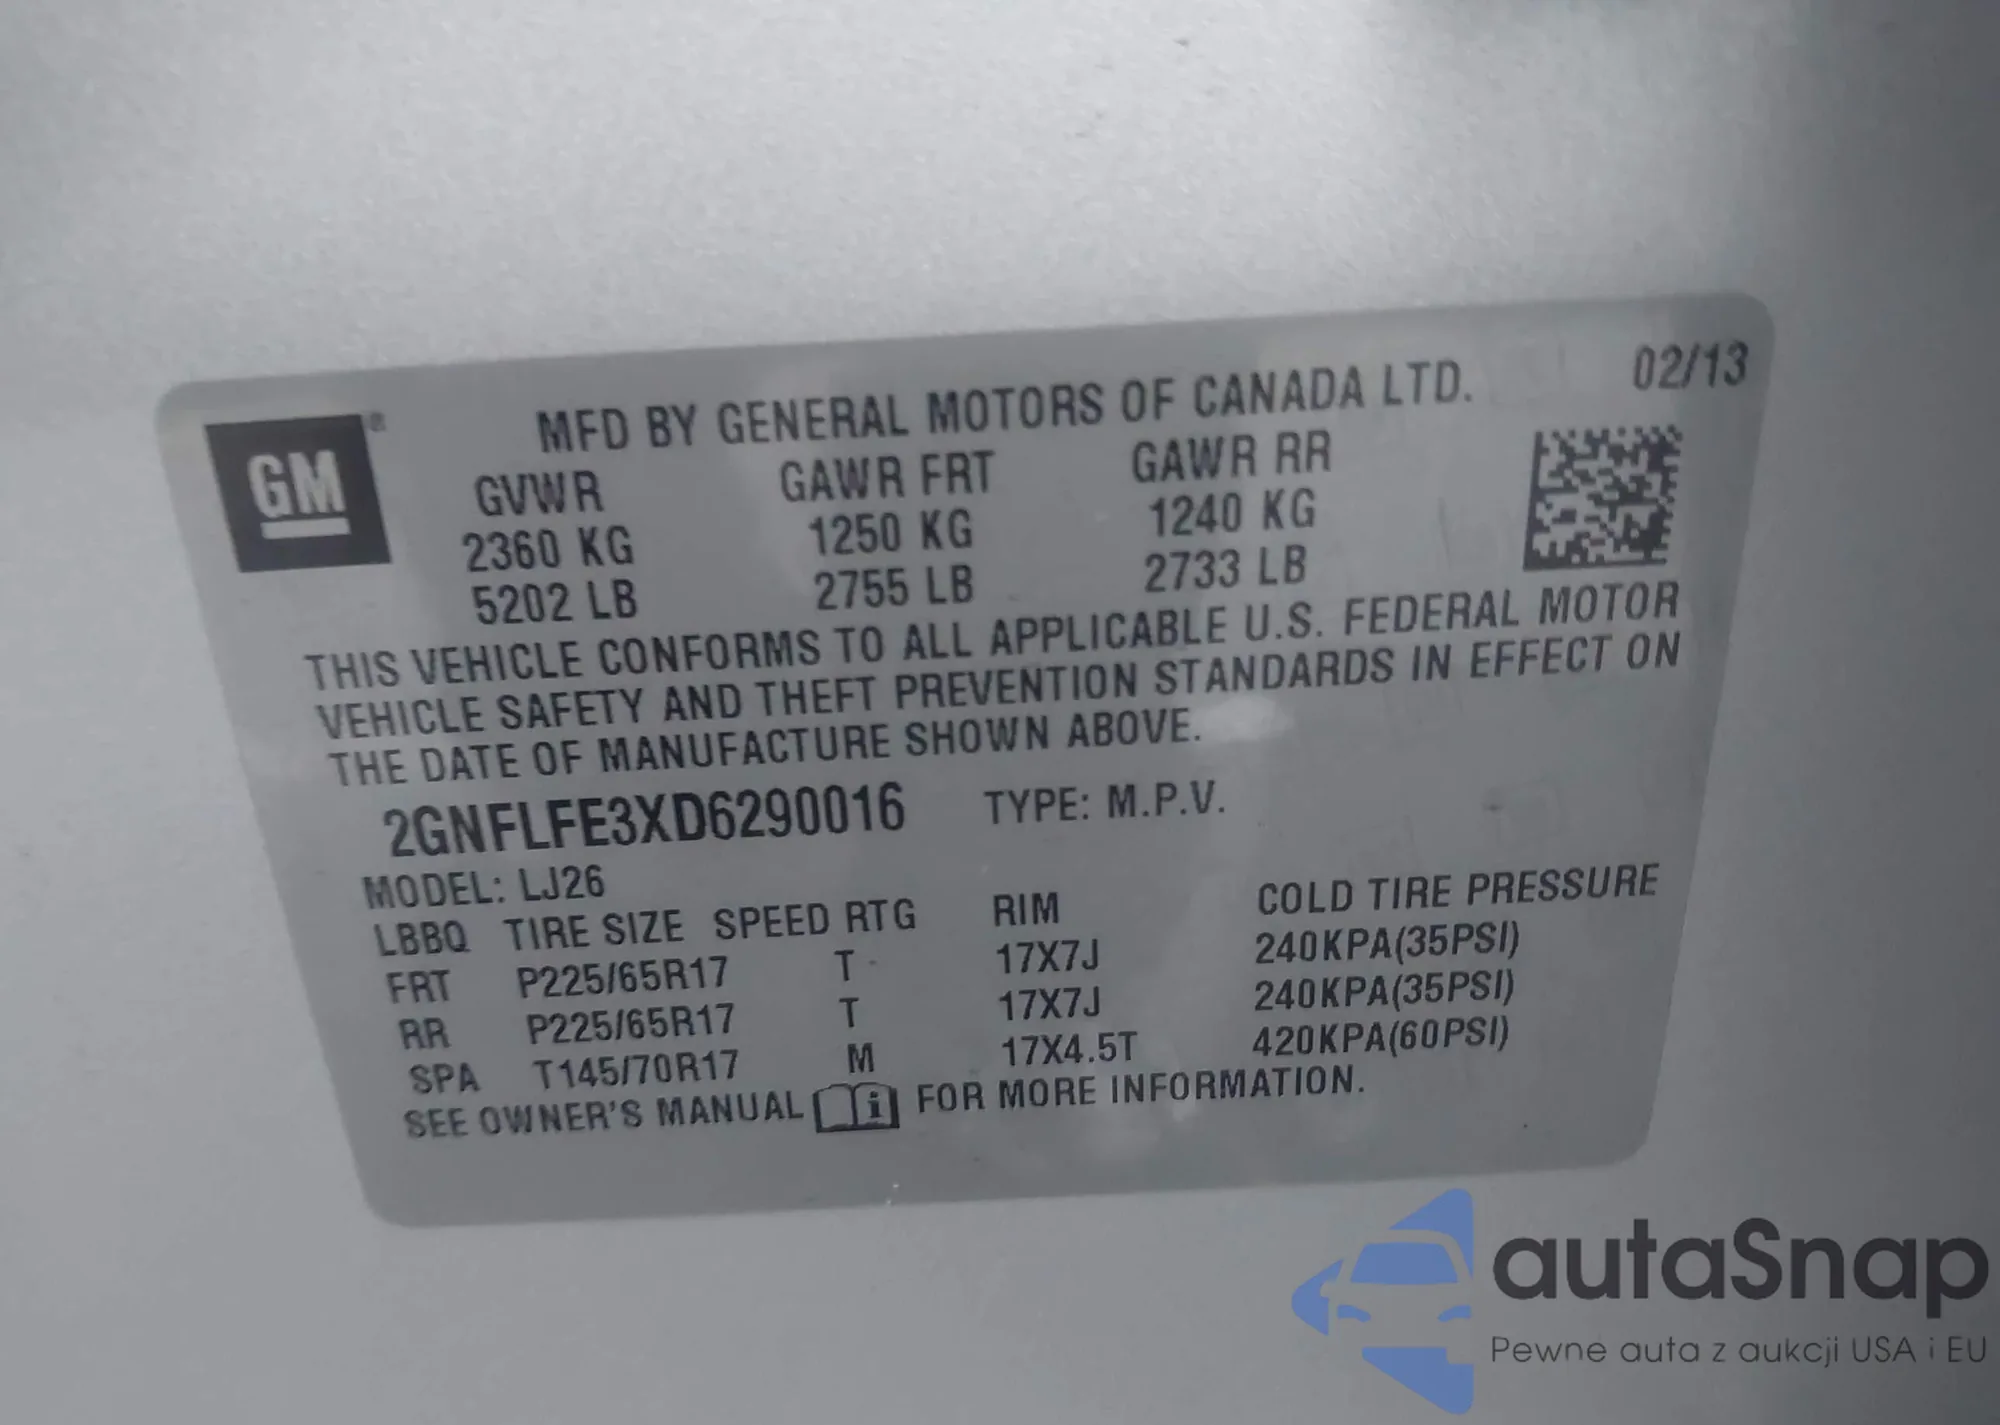 MFD BY GENERAL MOTORS OF CANADA LTD. 02/13
GM®
GVWR GAWR FRT GAWR RR
2360 KG 1250 KG 1240 KG
5202 LB 2755 LB 2733 LB
THIS VEHICLE CONFORMS TO ALL APPLICABLE U.S. FEDERAL MOTOR
VEHICLE SAFETY AND THEFT PREVENTION STANDARDS IN EFFECT ON
THE DATE OF MANUFACTURE SHOWN ABOVE.
2GNFLFE3XD6290016 TYPE: M.P.V.
MODEL: LJ26
LBBQ TIRE SIZE SPEED RTG RIM COLD TIRE PRESSURE
FRT P225/65R17 T 17X7J 240KPA(35PSI)
RR P225/65R17 T 17X7J 240KPA(35PSI)
SPA T145/70R17 M 17X4.5T 420KPA(60PSI)
SEE OWNER'S MANUAL i FOR MORE INFORMATION.
autaSnap
Pewne auta z aukcji USA i EU